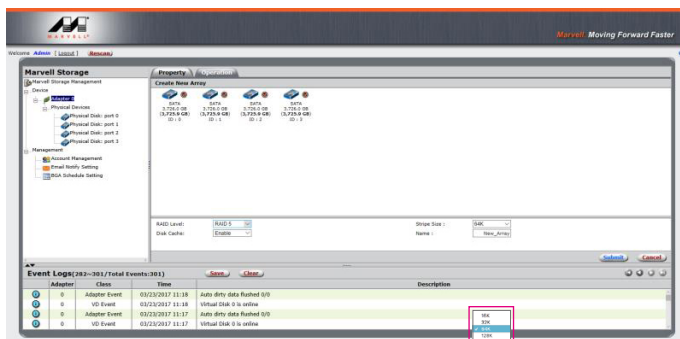 MARVELL
Marvell. Moving Forward Faster
Welcome Admin [ Logout ] Rescan
Marvell Storage
Property Operation
Marvell Storage Management
Create New Array
Device
Adapter 0
Physical Devices
Physical Disk: port 0
Physical Disk: port 1
Physical Disk: port 2
Physical Disk: port 3
Management
Account Management
Email Notify Setting
BGA Schedule Setting
SATA SATA SATA SATA
3,726.0 GB 3,726.0 GB 3,726.0 GB 3,726.0 GB
(3,725.9 GB) (3,725.9 GB) (3,725.9 GB) (3,725.9 GB)
ID : 0 ID : 1 ID : 2 ID : 3
RAID Level: RAID 5 Stripe Size : 64K
Disk Cache: Enable Name : New_Array
Submit Cancel
Event Logs(282~301/Total Events:301) Save Clear
Adapter Class Time Description
0 Adapter Event 03/23/2017 11:18 Auto dirty data flushed 0/0
0 VD Event 03/23/2017 11:18 Virtual Disk 0 is online
0 Adapter Event 03/23/2017 11:17 Auto dirty data flushed 0/0
0 VD Event 03/23/2017 11:17 Virtual Disk 0 is online
16K
32K
64K
128K